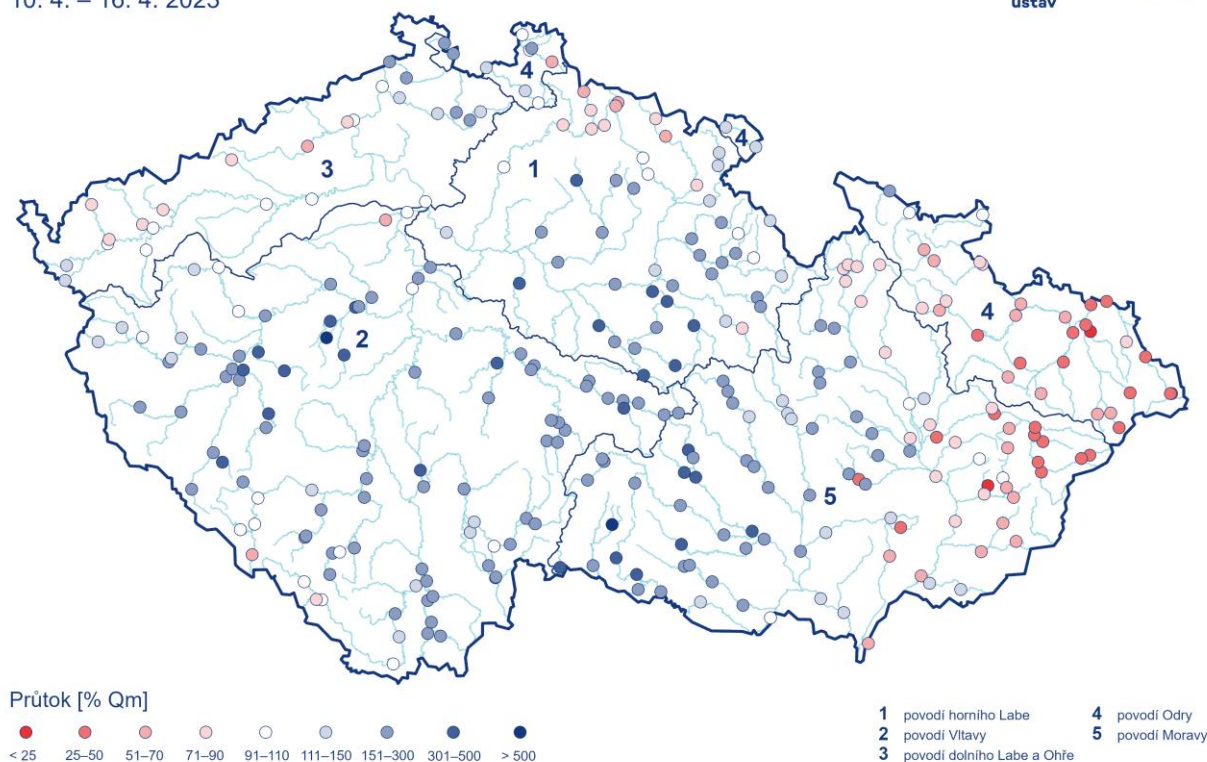 10. 4. – 16. 4. 2023
ústav
4
4
3
1
2
4
5
Průtok [% Qm]
< 25 25–50 51–70 71–90 91–110 111–150 151–300 301–500 > 500
1 povodí horního Labe
2 povodí Vltavy
3 povodí dolního Labe a Ohře
4 povodí Odry
5 povodí Moravy